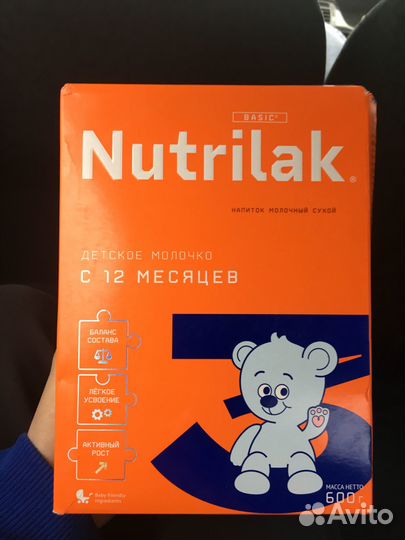 BASIC³
Nutrilak®
НАПИТОК МОЛОЧНЫЙ СУХОЙ
ДЕТСКОЕ МОЛОЧКО
С 12 МЕСЯЦЕВ
3
БАЛАНС
СОСТАВА
ЛЁГКОЕ
УСВОЕНИЕ
АКТИВНЫЙ
РОСТ
Baby friendly
ingredients
МАССА НЕТТО
600 г
Avito